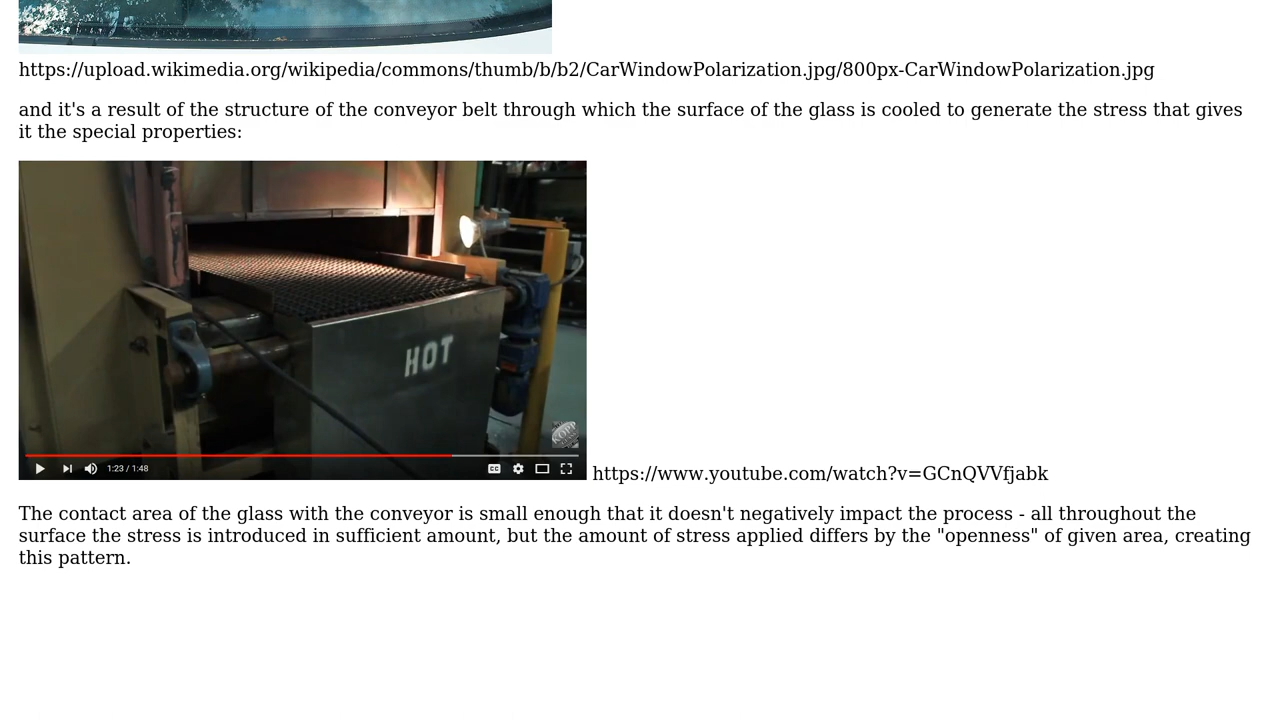 https://upload.wikimedia.org/wikipedia/commons/thumb/b/b2/CarWindowPolarization.jpg/800px-CarWindowPolarization.jpg
and it's a result of the structure of the conveyor belt through which the surface of the glass is cooled to generate the stress that gives
it the special properties:
HOT
KOPP
1:23 / 1:48
CC
https://www.youtube.com/watch?v=GCnQVVfjabk
The contact area of the glass with the conveyor is small enough that it doesn't negatively impact the process - all throughout the
surface the stress is introduced in sufficient amount, but the amount of stress applied differs by the "openness" of given area, creating
this pattern.